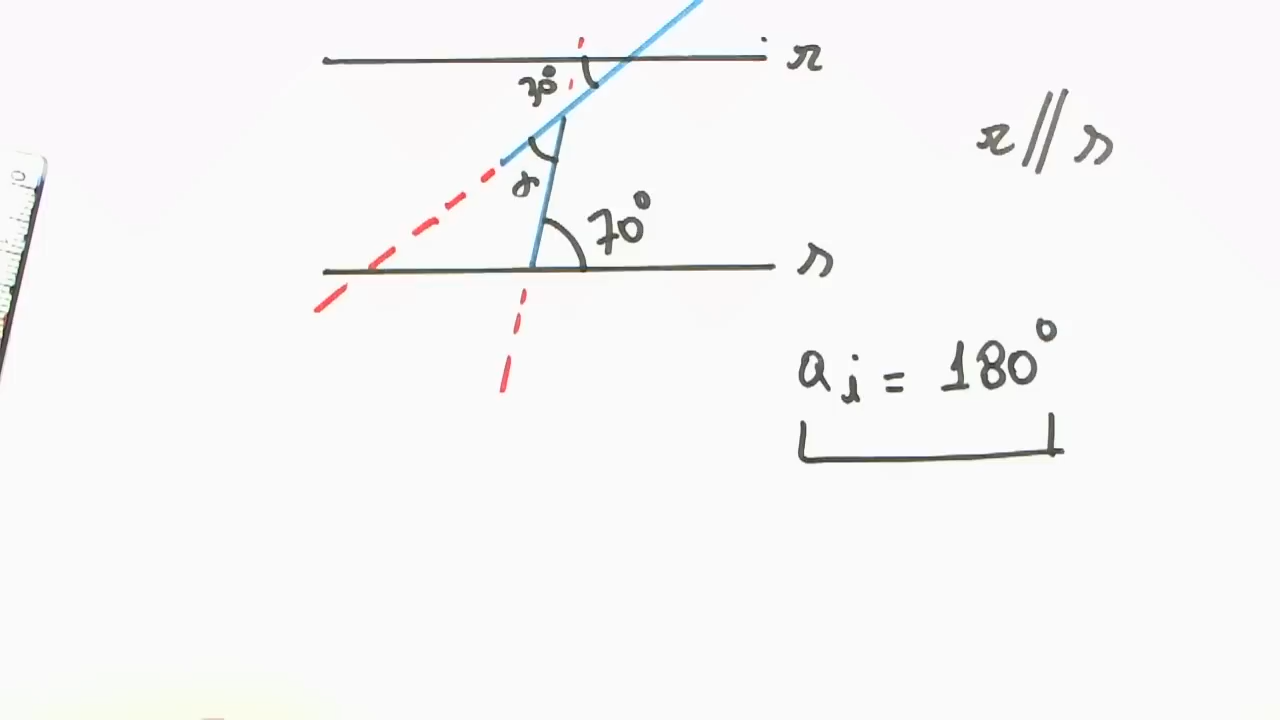 r
30°
r // s
α
70°
s
ai = 180°